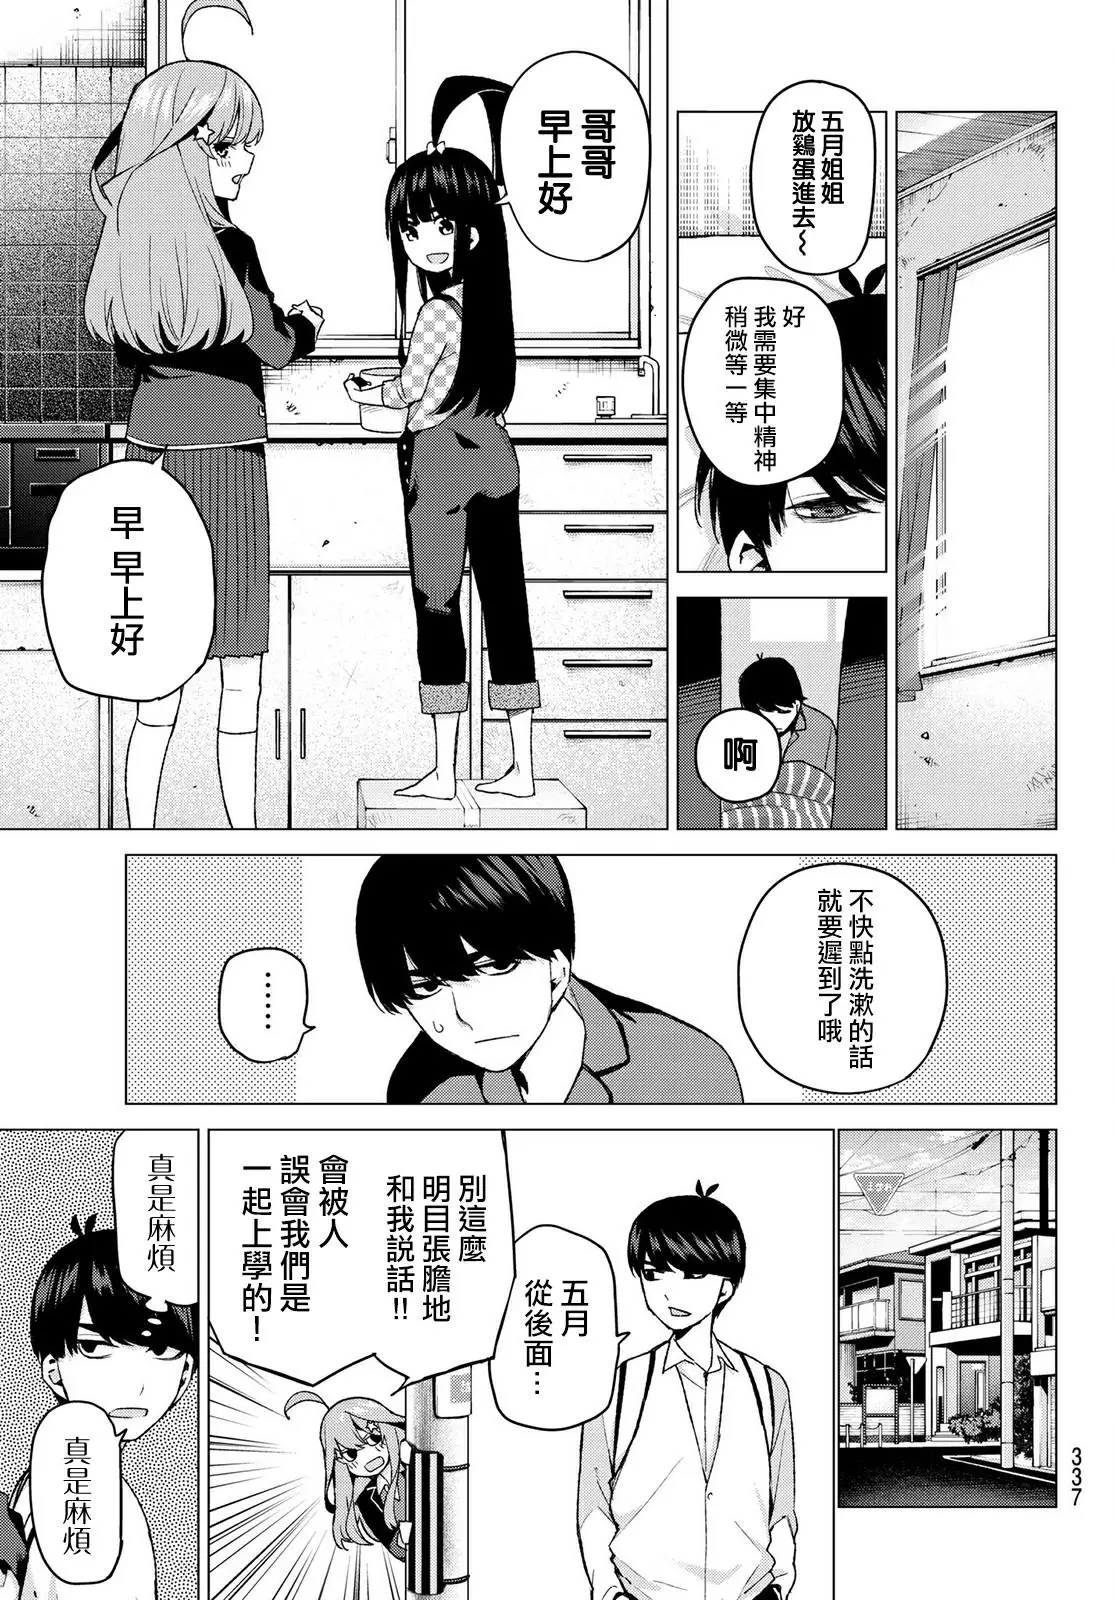 五月姐姐
放鷄蛋進去～
好
我需要集中精神
稍微等一等
啊
哥哥
早上好
早 早上好
不快點洗漱的話
就要遲到了哦
……
五月
從後面…
別這麼
明目張膽地
和我説話!!
會被人
誤會我們是
一起上學的！
真是麻煩
真是麻煩
337